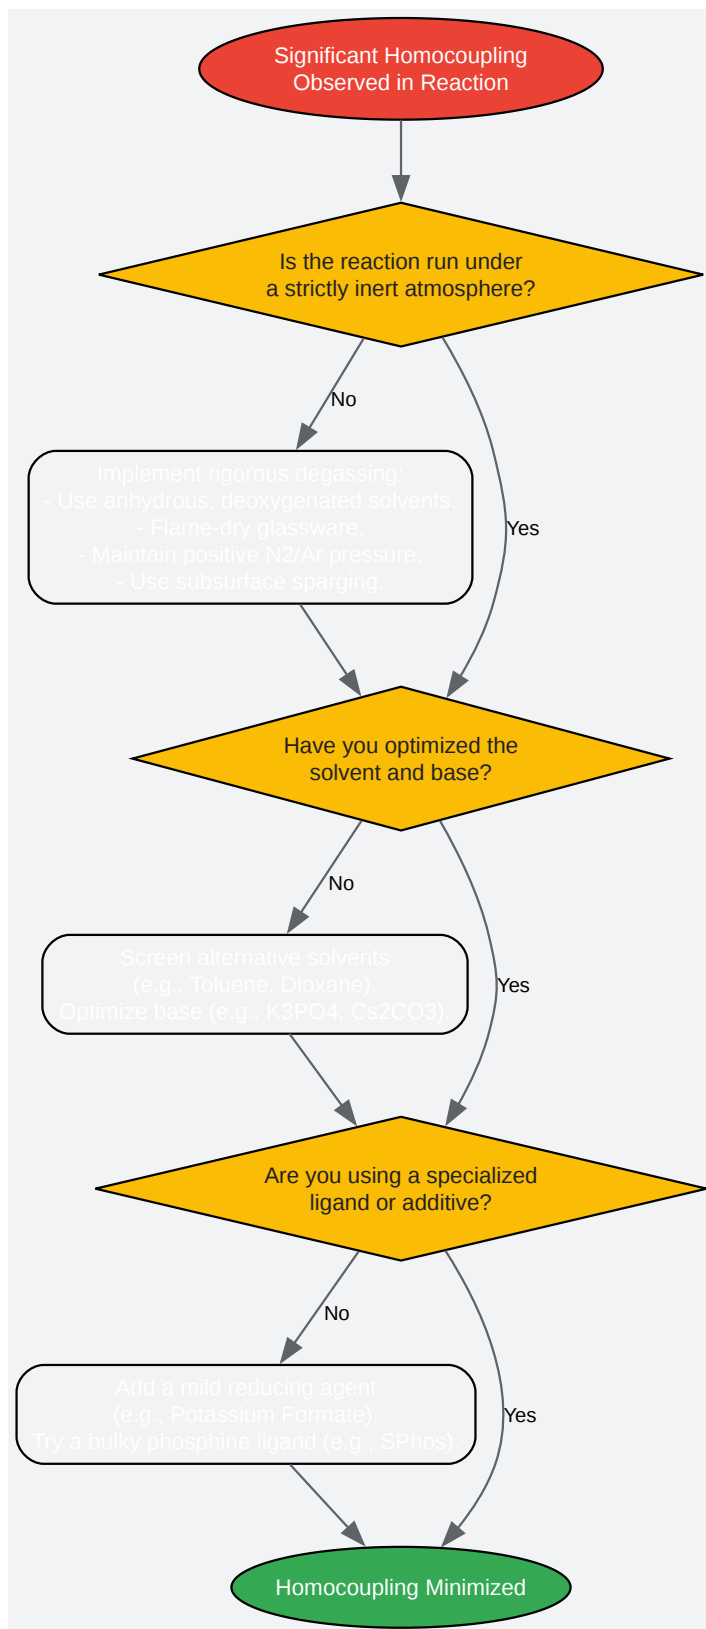 Significant Homocoupling
Observed in Reaction
Is the reaction run under
a strictly inert atmosphere?
No
Implement rigorous degassing:
- Use anhydrous, deoxygenated solvents.
- Flame-dry glassware.
- Maintain positive N2/Ar pressure.
- Use subsurface sparging.
Yes
Have you optimized the
solvent and base?
No
Screen alternative solvents
(e.g., Toluene, Dioxane).
Optimize base (e.g., K3PO4, Cs2CO3).
Yes
Are you using a specialized
ligand or additive?
No
Add a mild reducing agent
(e.g., Potassium Formate).
Try a bulky phosphine ligand (e.g., SPhos).
Yes
Homocoupling Minimized